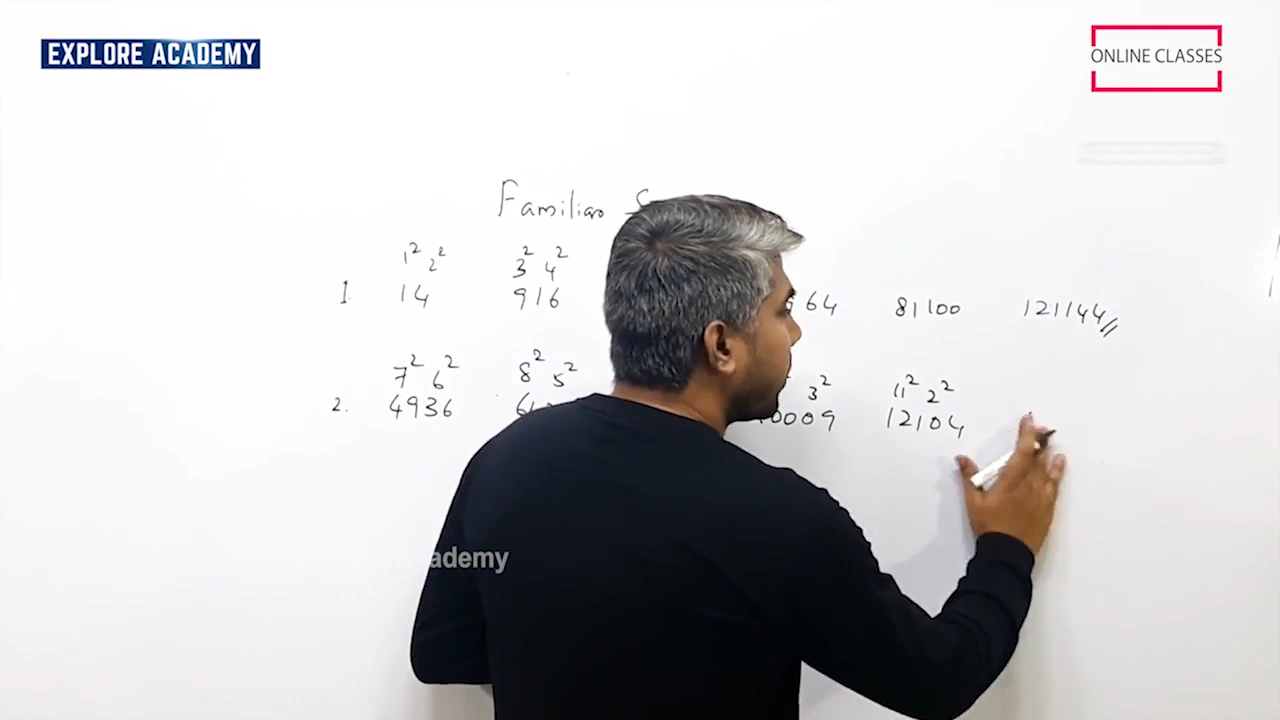 EXPLORE ACADEMY
ONLINE CLASSES
Familiar
1² 2² 3² 4²
1. 14 916 64 81100 121144
7² 6² 8² 5² 3² 11² 2²
2. 4936 0009 12104
ademy